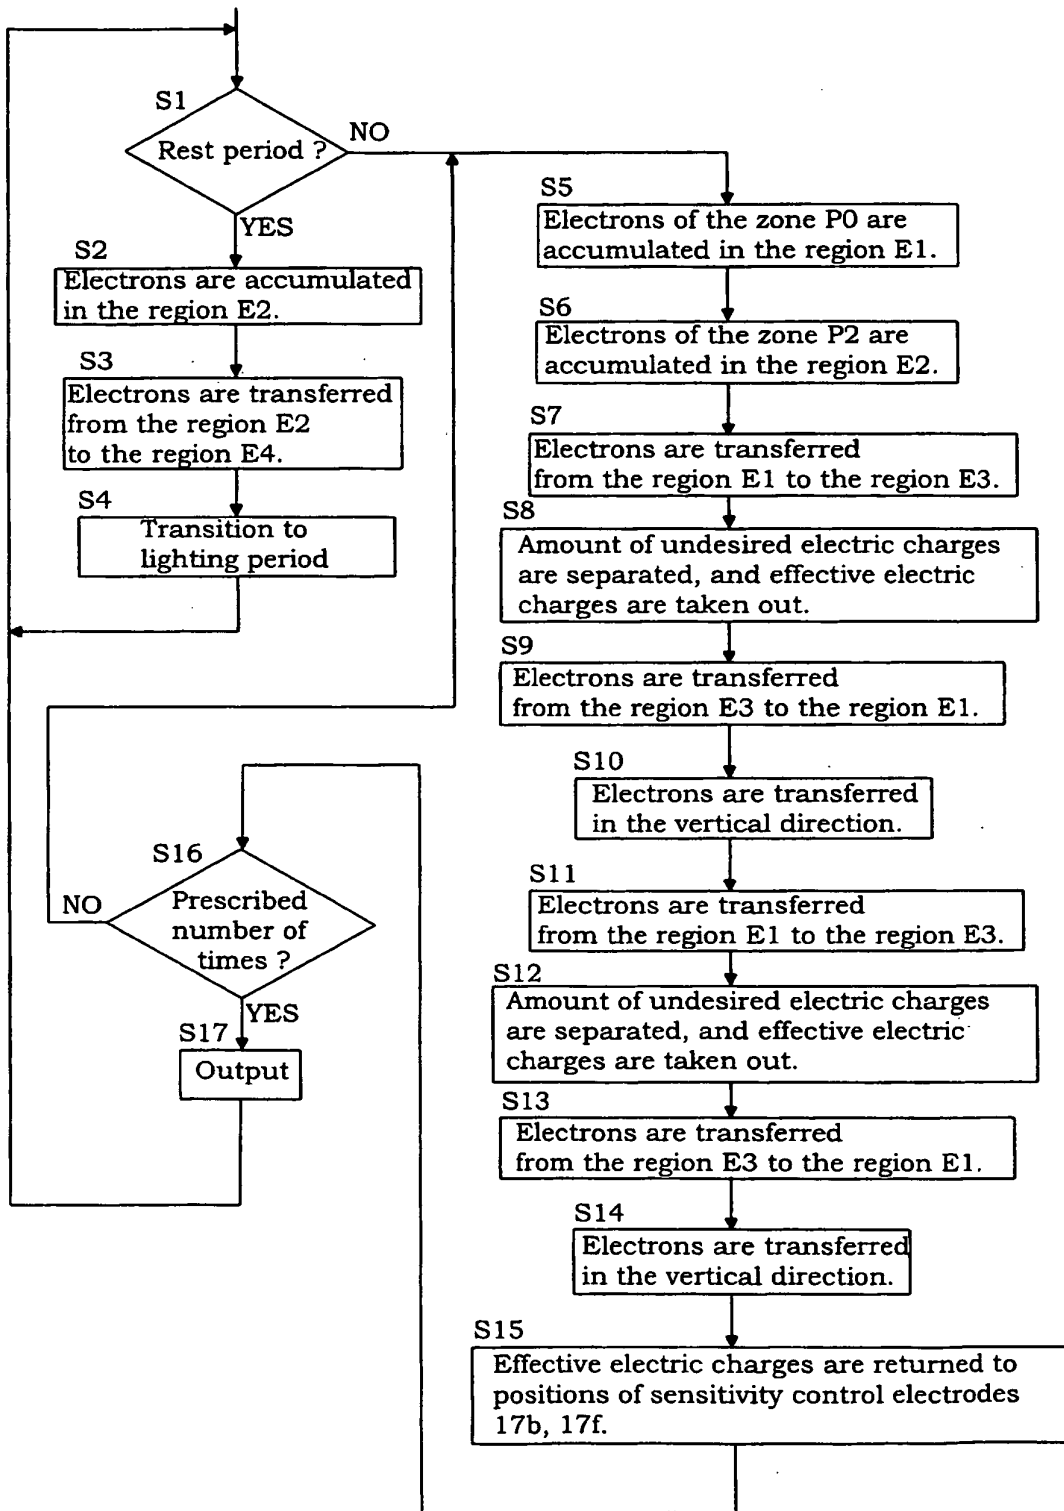 S1
Rest period ?
NO
YES
S2
Electrons are accumulated
in the region E2.
S3
Electrons are transferred
from the region E2
to the region E4.
S4
Transition to
lighting period
S5
Electrons of the zone P0 are
accumulated in the region E1.
S6
Electrons of the zone P2 are
accumulated in the region E2.
S7
Electrons are transferred
from the region E1 to the region E3.
S8
Amount of undesired electric charges
are separated, and effective electric
charges are taken out.
S9
Electrons are transferred
from the region E3 to the region E1.
S10
Electrons are transferred
in the vertical direction.
S11
Electrons are transferred
from the region E1 to the region E3.
S12
Amount of undesired electric charges
are separated, and effective electric
charges are taken out.
S13
Electrons are transferred
from the region E3 to the region E1.
S14
Electrons are transferred
in the vertical direction.
S15
Effective electric charges are returned to
positions of sensitivity control electrodes
17b, 17f.
S16
Prescribed
number of
times ?
NO
YES
S17
Output